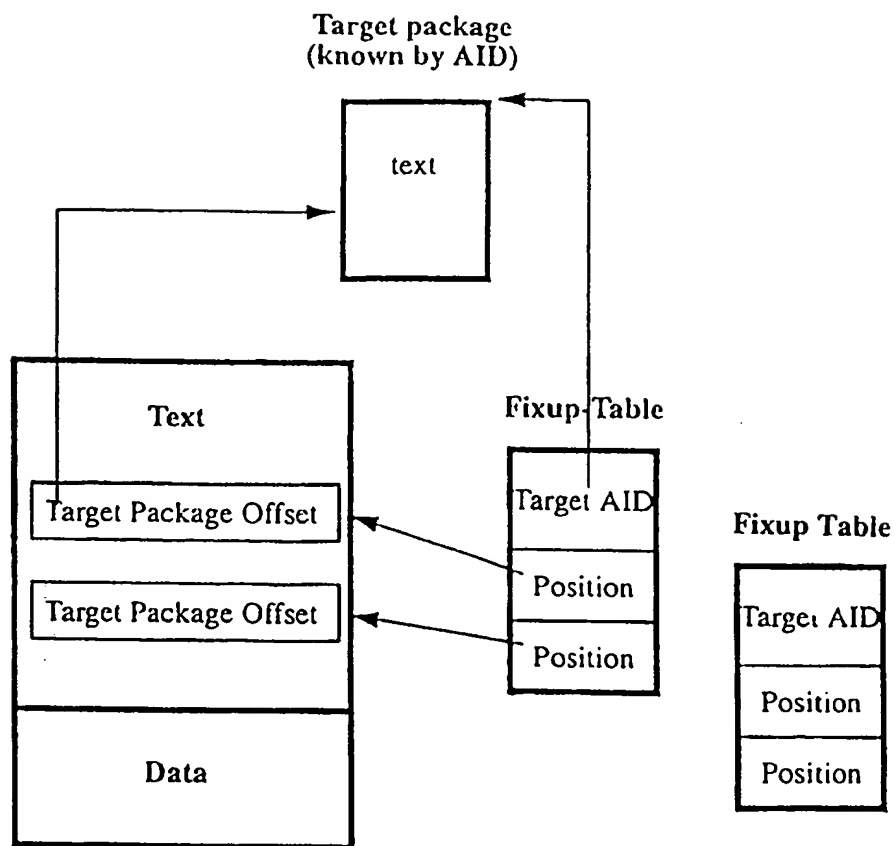 Target package
(known by AID)
text
Text
Target Package Offset
Target Package Offset
Data
Fixup-Table
Target AID
Position
Position
Fixup Table
Target AID
Position
Position